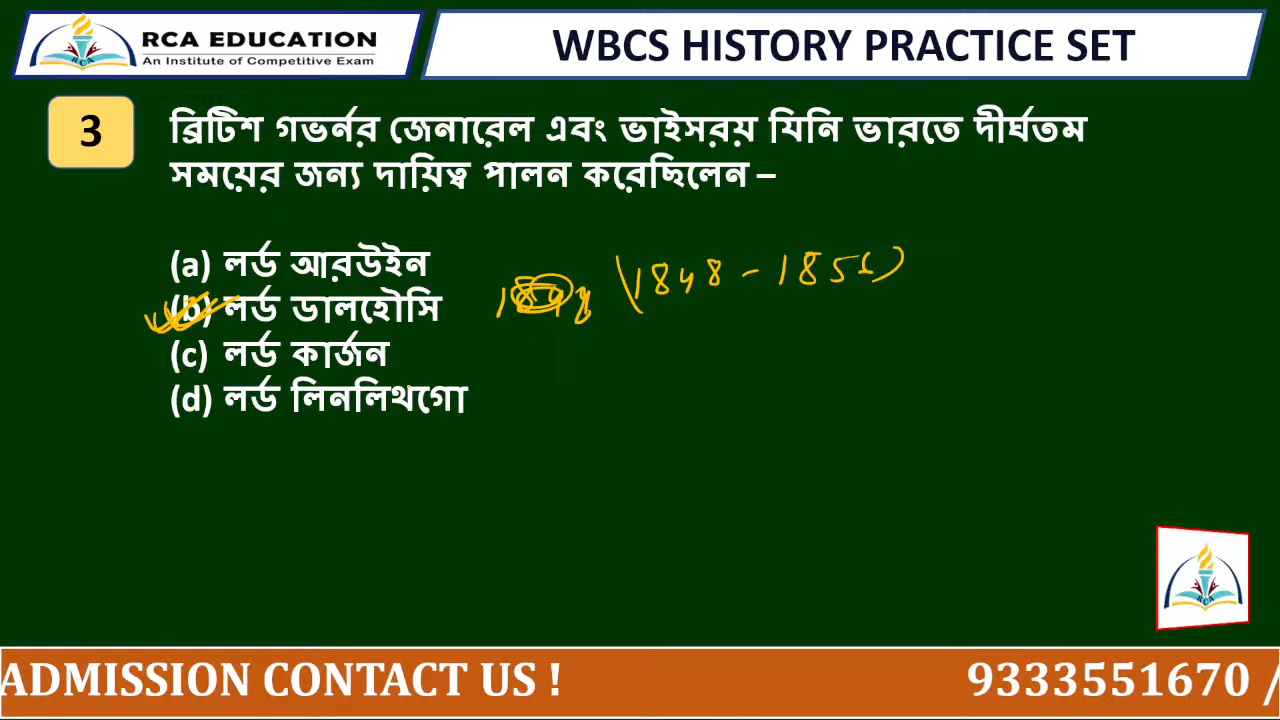 RCA EDUCATION
An Institute of Competitive Exam
WBCS HISTORY PRACTICE SET
3
ব্রিটিশ গভর্নর জেনারেল এবং ভাইসরয় যিনি ভারতে দীর্ঘতম
সময়ের জন্য দায়িত্ব পালন করেছিলেন –
(a) লর্ড আরউইন
(b) লর্ড ডালহৌসি
(1848 - 1856)
(c) লর্ড কার্জন
(d) লর্ড লিনলিথগো
RCA
ADMISSION CONTACT US !
9333551670 /